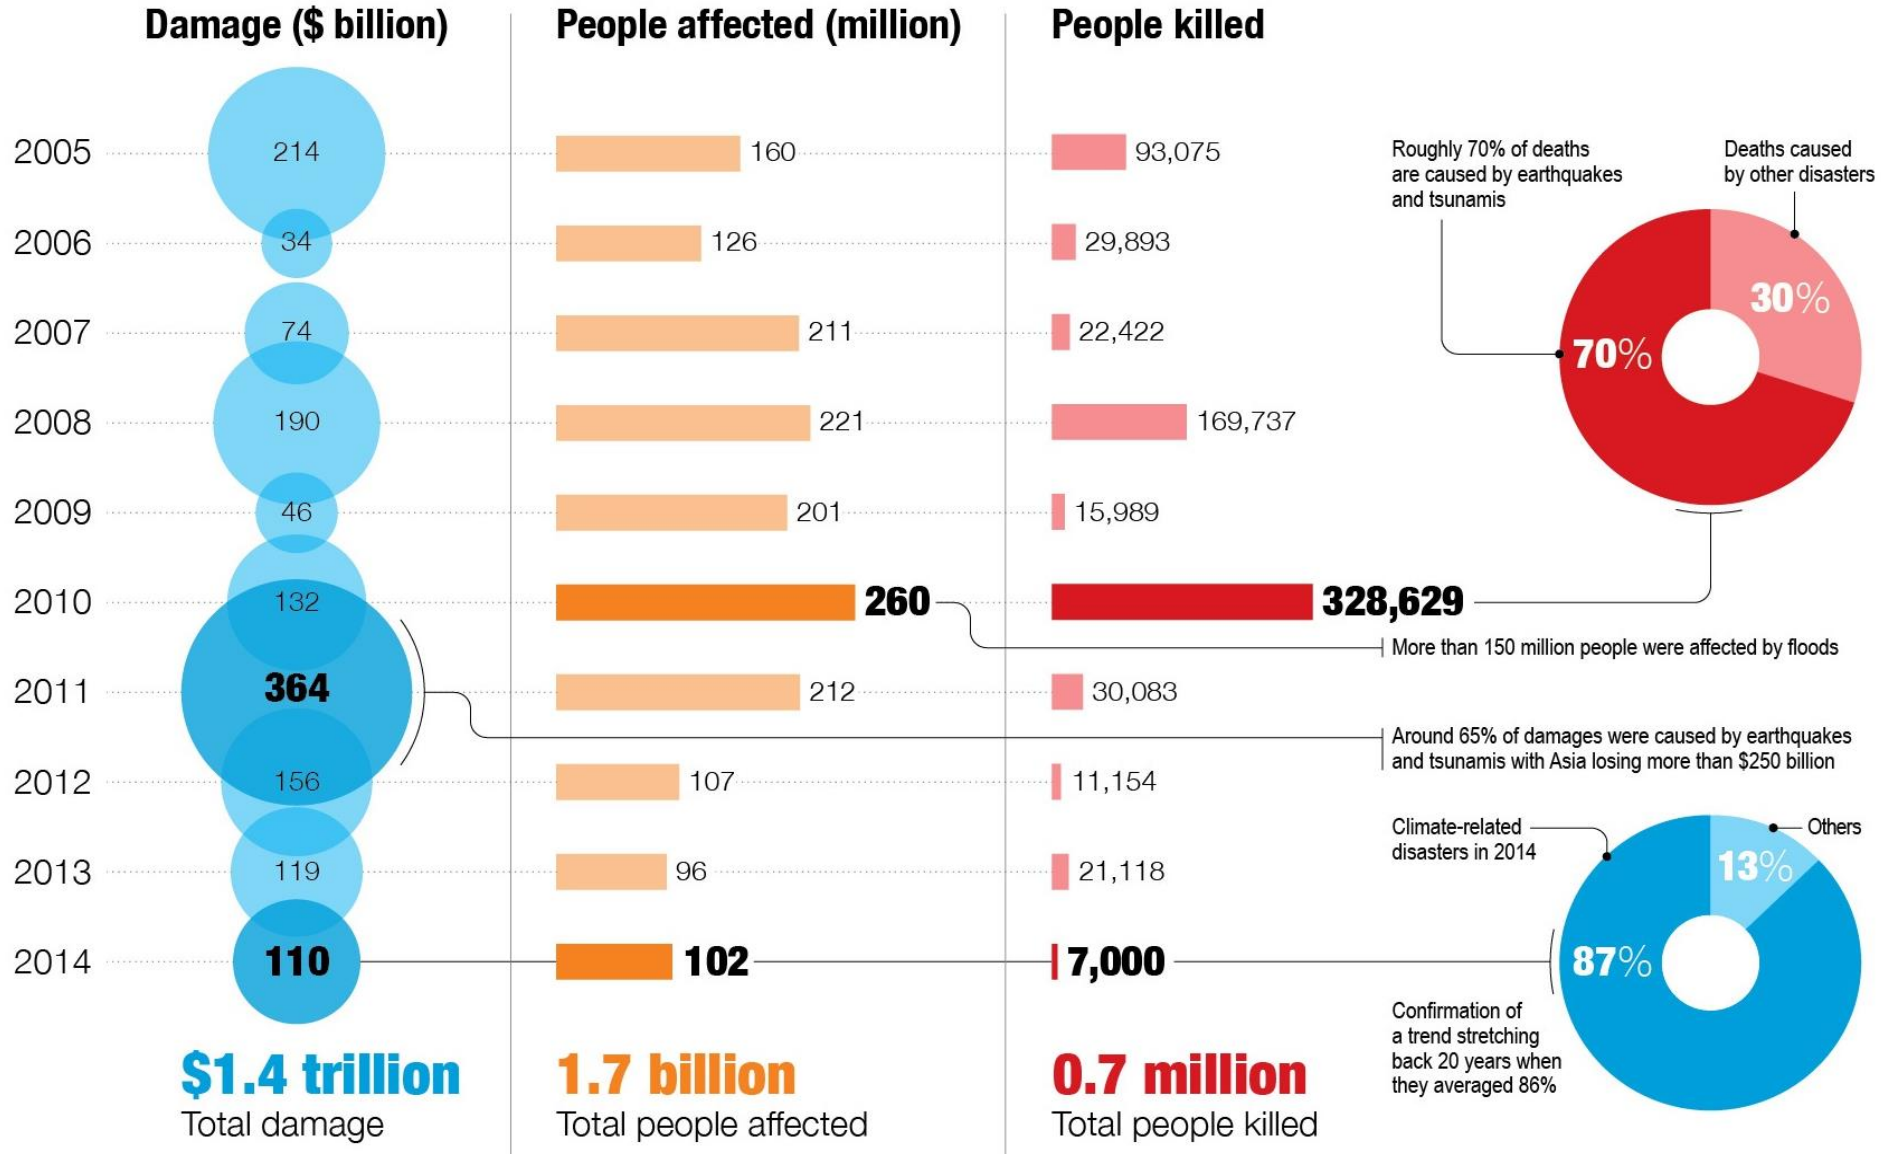 Damage ($ billion)
People affected (million)
People killed
2005
214
160
93,075
2006
34
126
29,893
2007
74
211
22,422
2008
190
221
169,737
2009
46
201
15,989
2010
132
260
328,629
2011
364
212
30,083
2012
156
107
11,154
2013
119
96
21,118
2014
110
102
7,000
$1.4 trillion
Total damage
1.7 billion
Total people affected
0.7 million
Total people killed
Roughly 70% of deaths
are caused by earthquakes
and tsunamis
Deaths caused
by other disasters
30%
70%
More than 150 million people were affected by floods
Around 65% of damages were caused by earthquakes
and tsunamis with Asia losing more than $250 billion
Climate-related
disasters in 2014
Others
13%
87%
Confirmation of
a trend stretching
back 20 years when
they averaged 86%